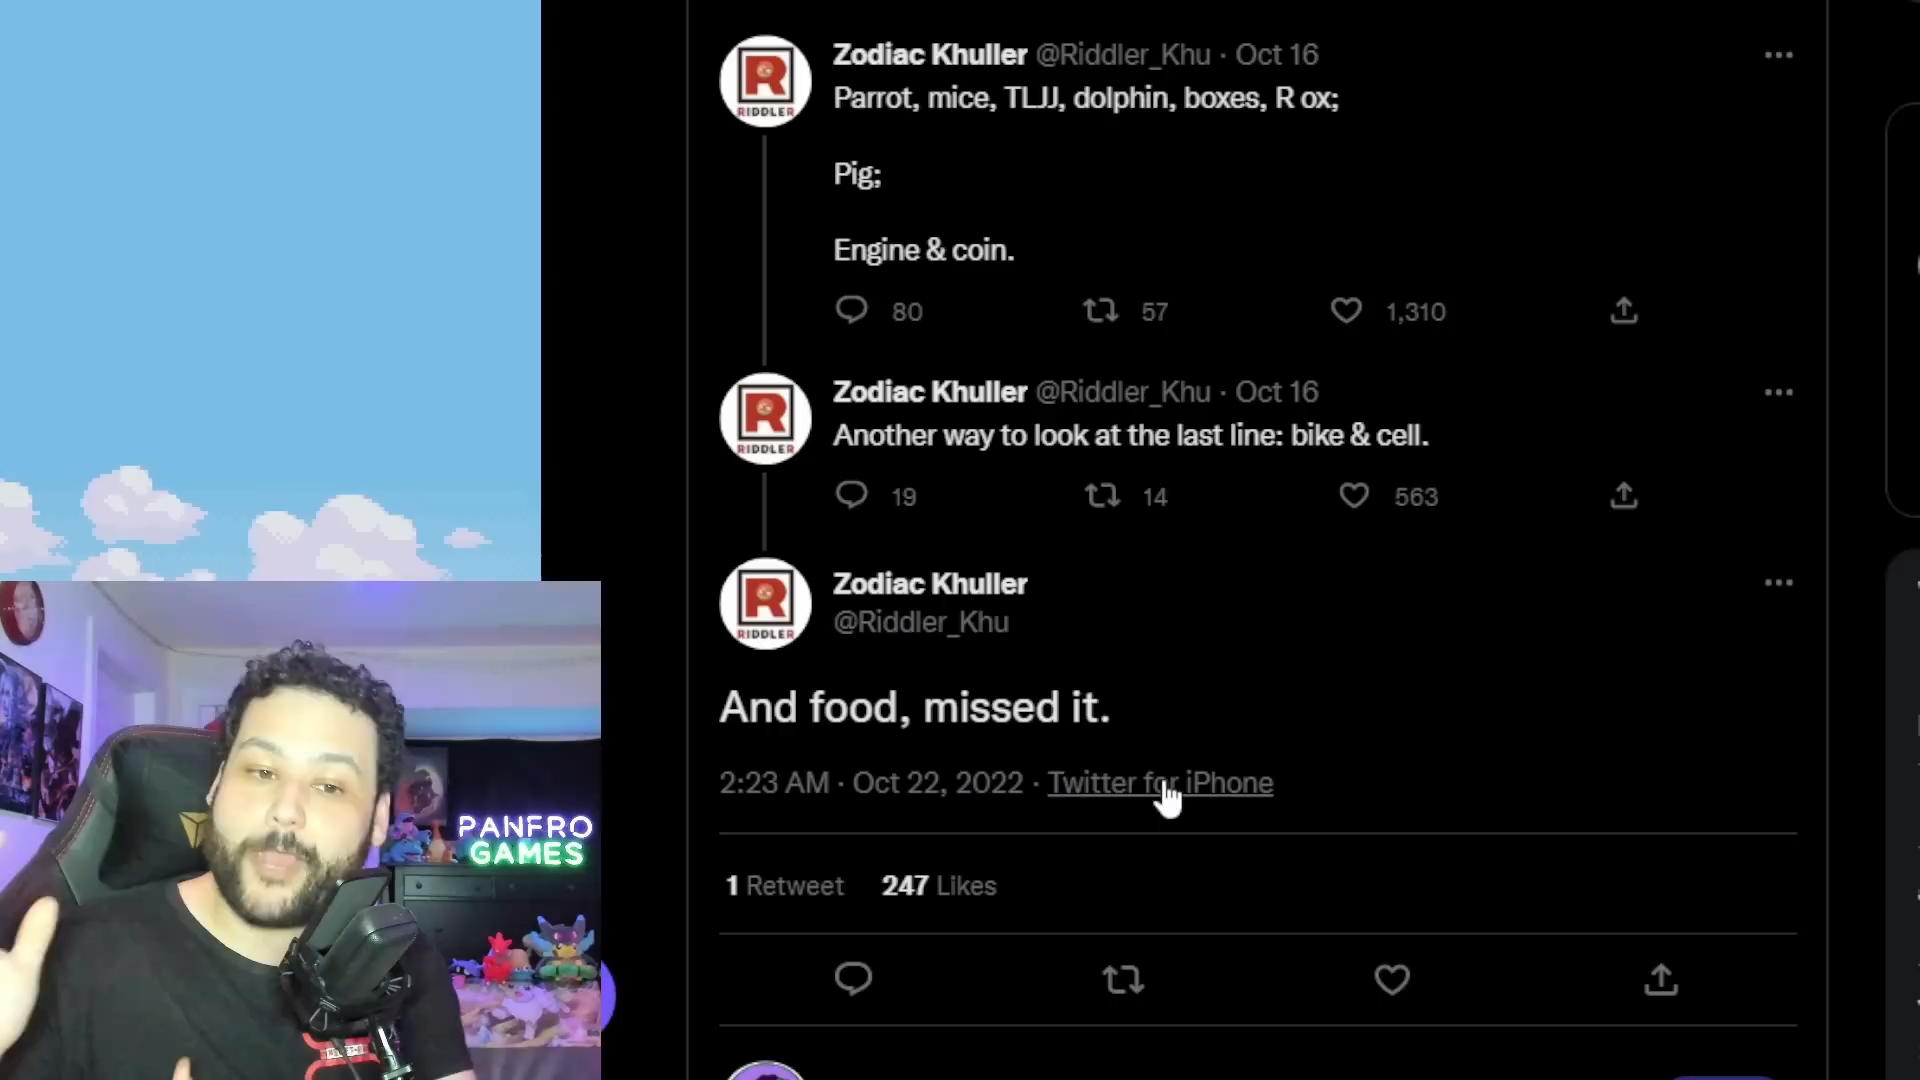 Zodiac Khuller @Riddler_Khu · Oct 16
Parrot, mice, TLJJ, dolphin, boxes, R ox;
Pig;
Engine & coin.
80 57 1,310
RIDDLER
Zodiac Khuller @Riddler_Khu · Oct 16
Another way to look at the last line: bike & cell.
19 14 563
RIDDLER
Zodiac Khuller
@Riddler_Khu
RIDDLER
And food, missed it.
2:23 AM · Oct 22, 2022 · Twitter for iPhone
1 Retweet 247 Likes
PANFRO
GAMES